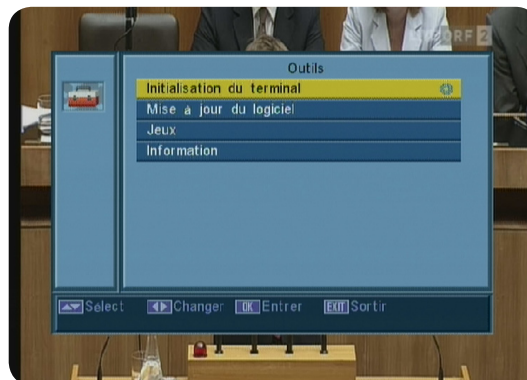 ORF 2
Outils
Initialisation du terminal
Mise à jour du logiciel
Jeux
Information
Select Changer OK Entrer EXIT Sortir